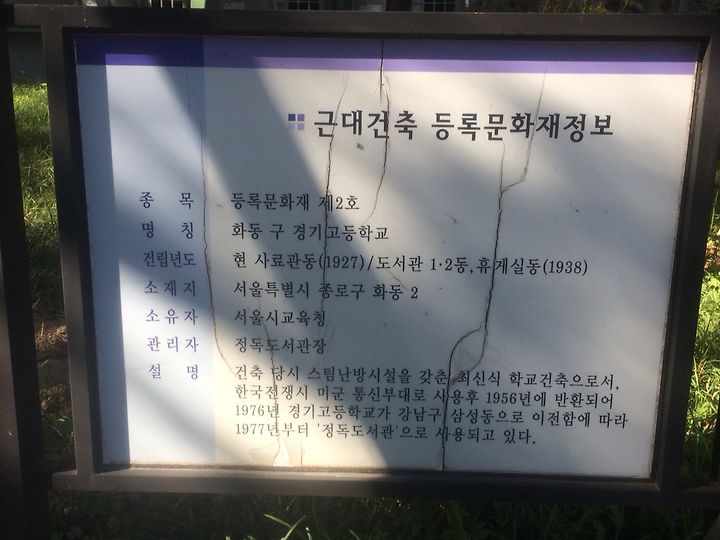 근대건축 등록문화재정보
종 목 등록문화재 제2호
명 칭 화동 구 경기고등학교
건립년도 현 사료관동(1927)/도서관 1·2동,휴게실동(1938)
소 재 지 서울특별시 종로구 화동 2
소 유 자 서울시교육청
관 리 자 정독도서관장
설 명 건축 당시 스팀난방시설을 갖춘 최신식 학교건축으로서,
한국전쟁시 미군 통신부대로 사용후 1956년에 반환되어
1976년 경기고등학교가 강남구 삼성동으로 이전함에 따라
1977년부터 '정독도서관'으로 사용되고 있다.